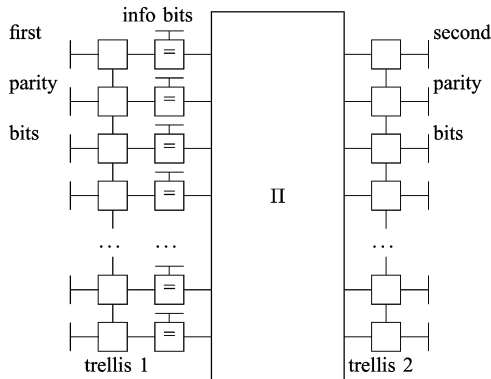 info bits
first
second
=
parity
parity
=
bits
bits
=
=
Π
... ... ...
=
=
trellis 1
trellis 2